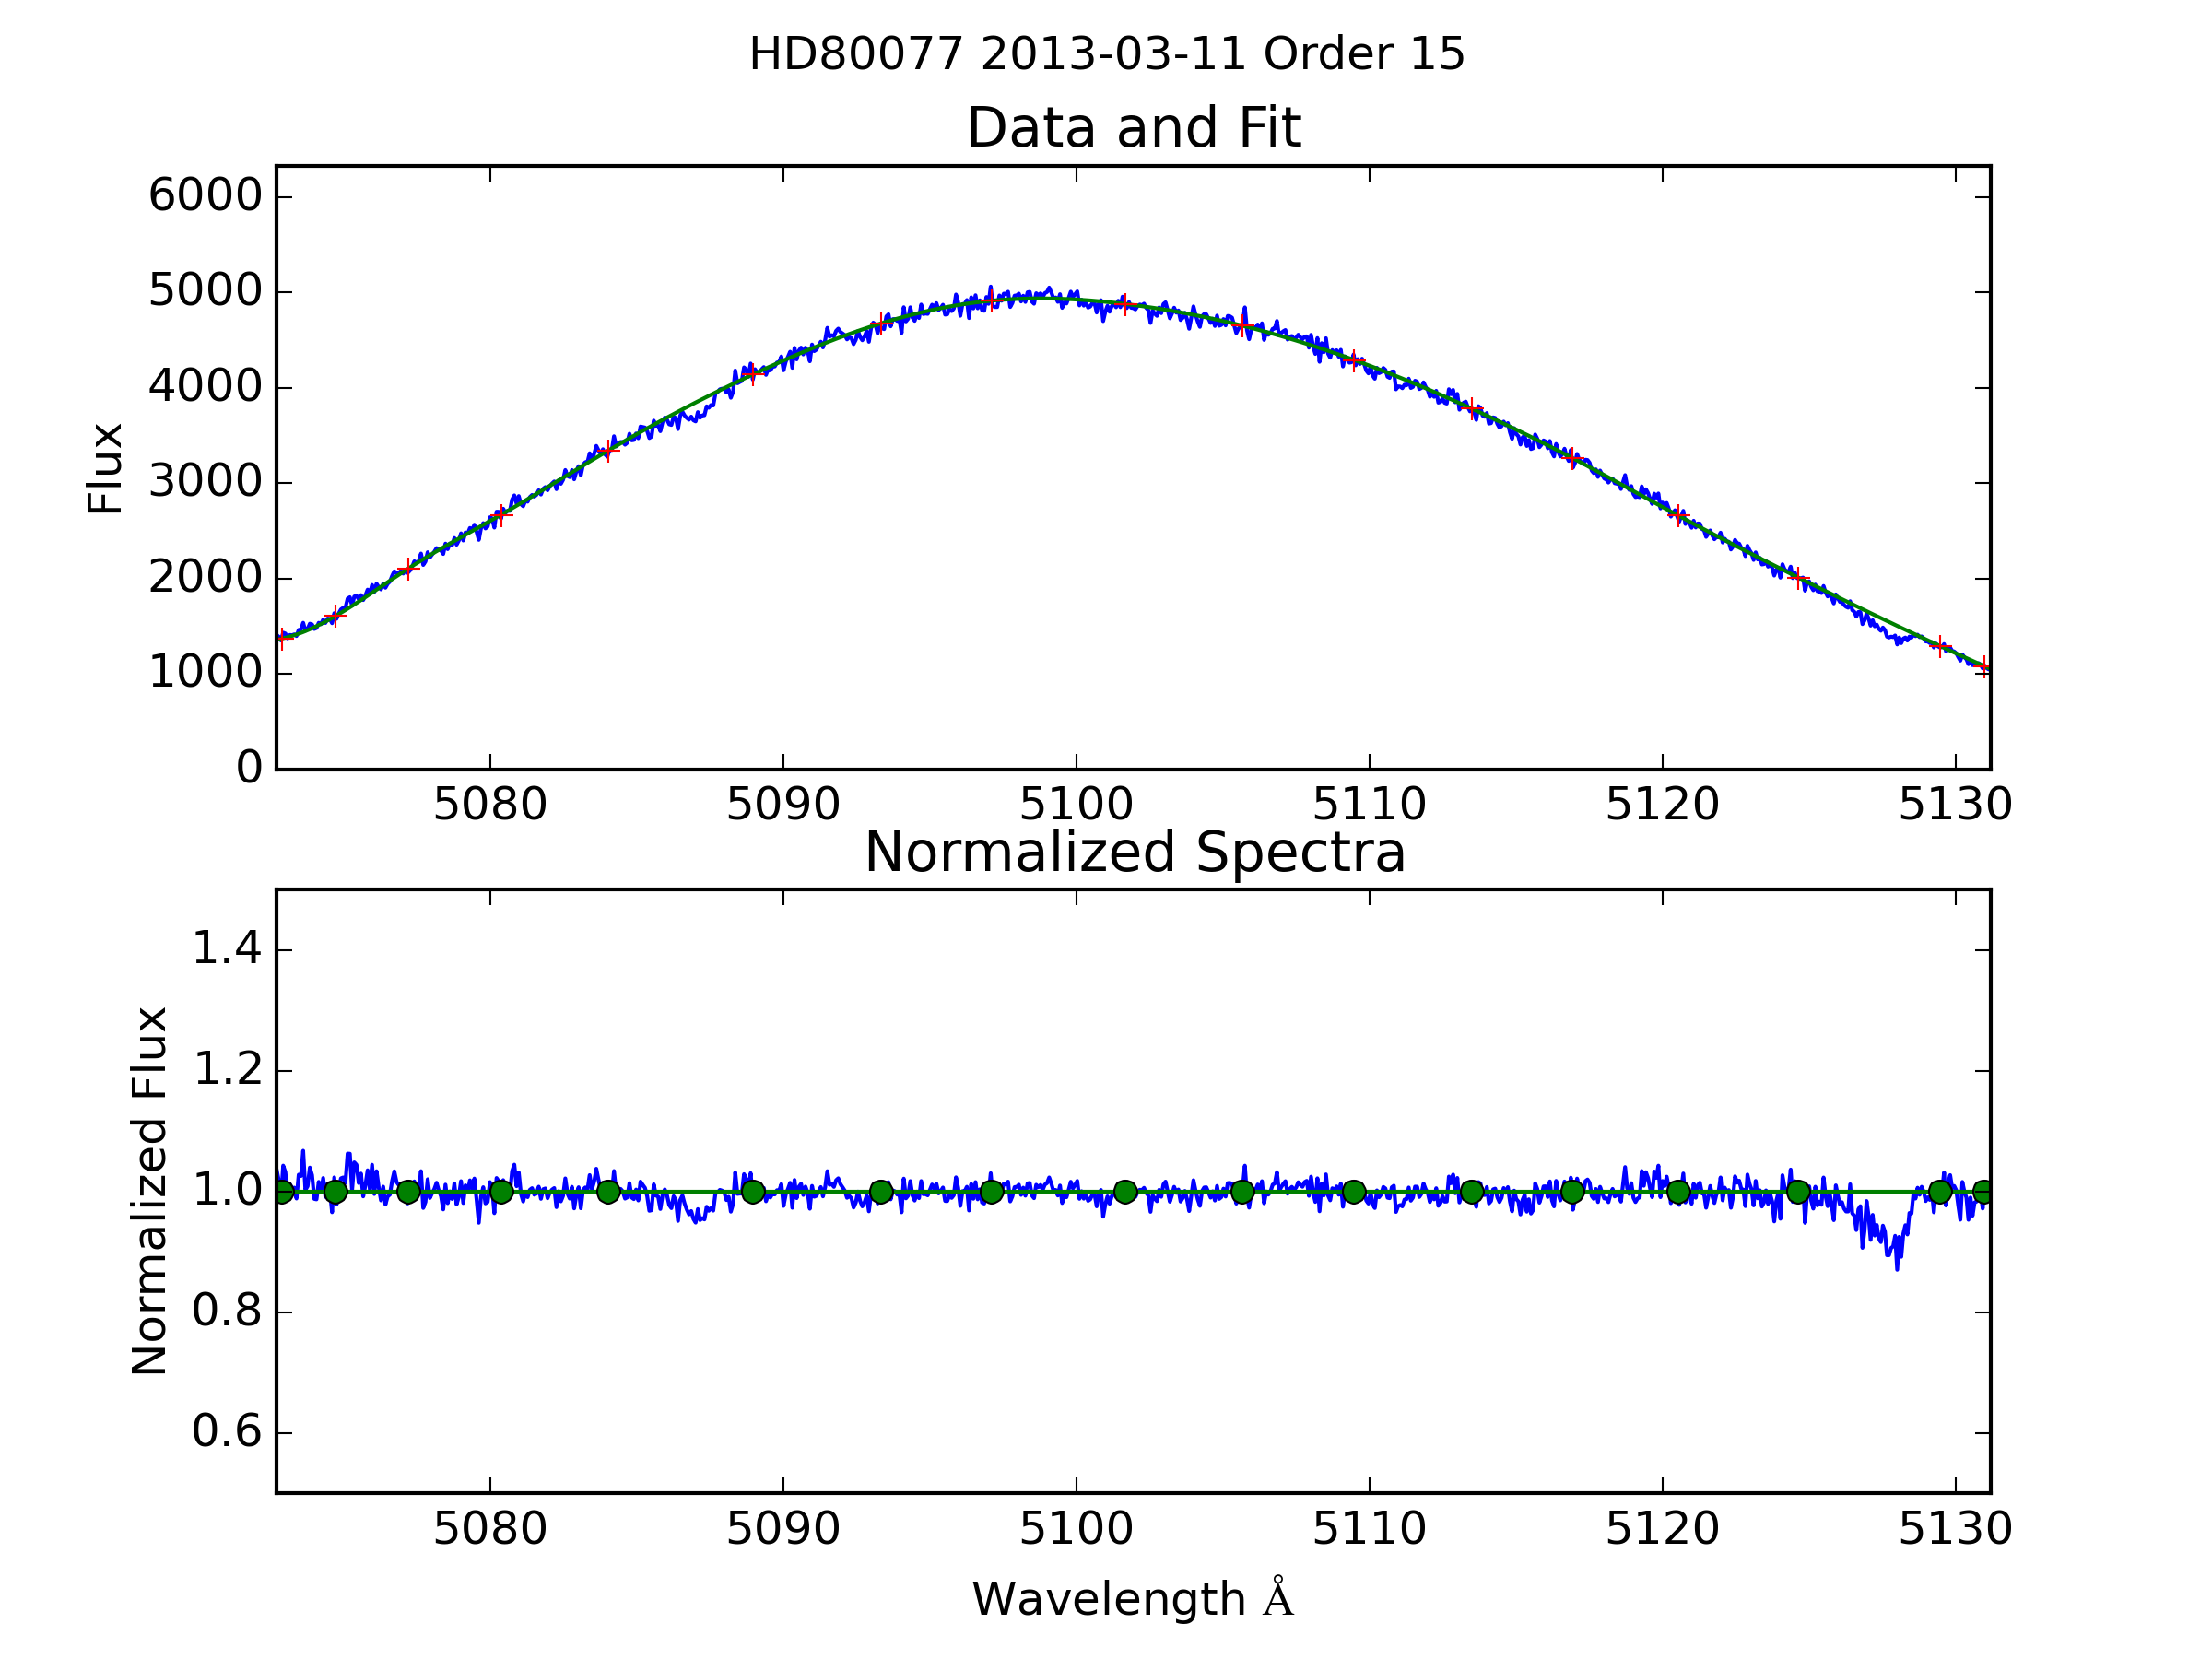 HD80077 2013-03-11 Order 15
Data and Fit
6000
5000
4000
3000
2000
1000
0
Flux
5080 5090 5100 5110 5120 5130
Normalized Spectra
1.4
1.2
1.0
0.8
0.6
Normalized Flux
5080 5090 5100 5110 5120 5130
Wavelength Å